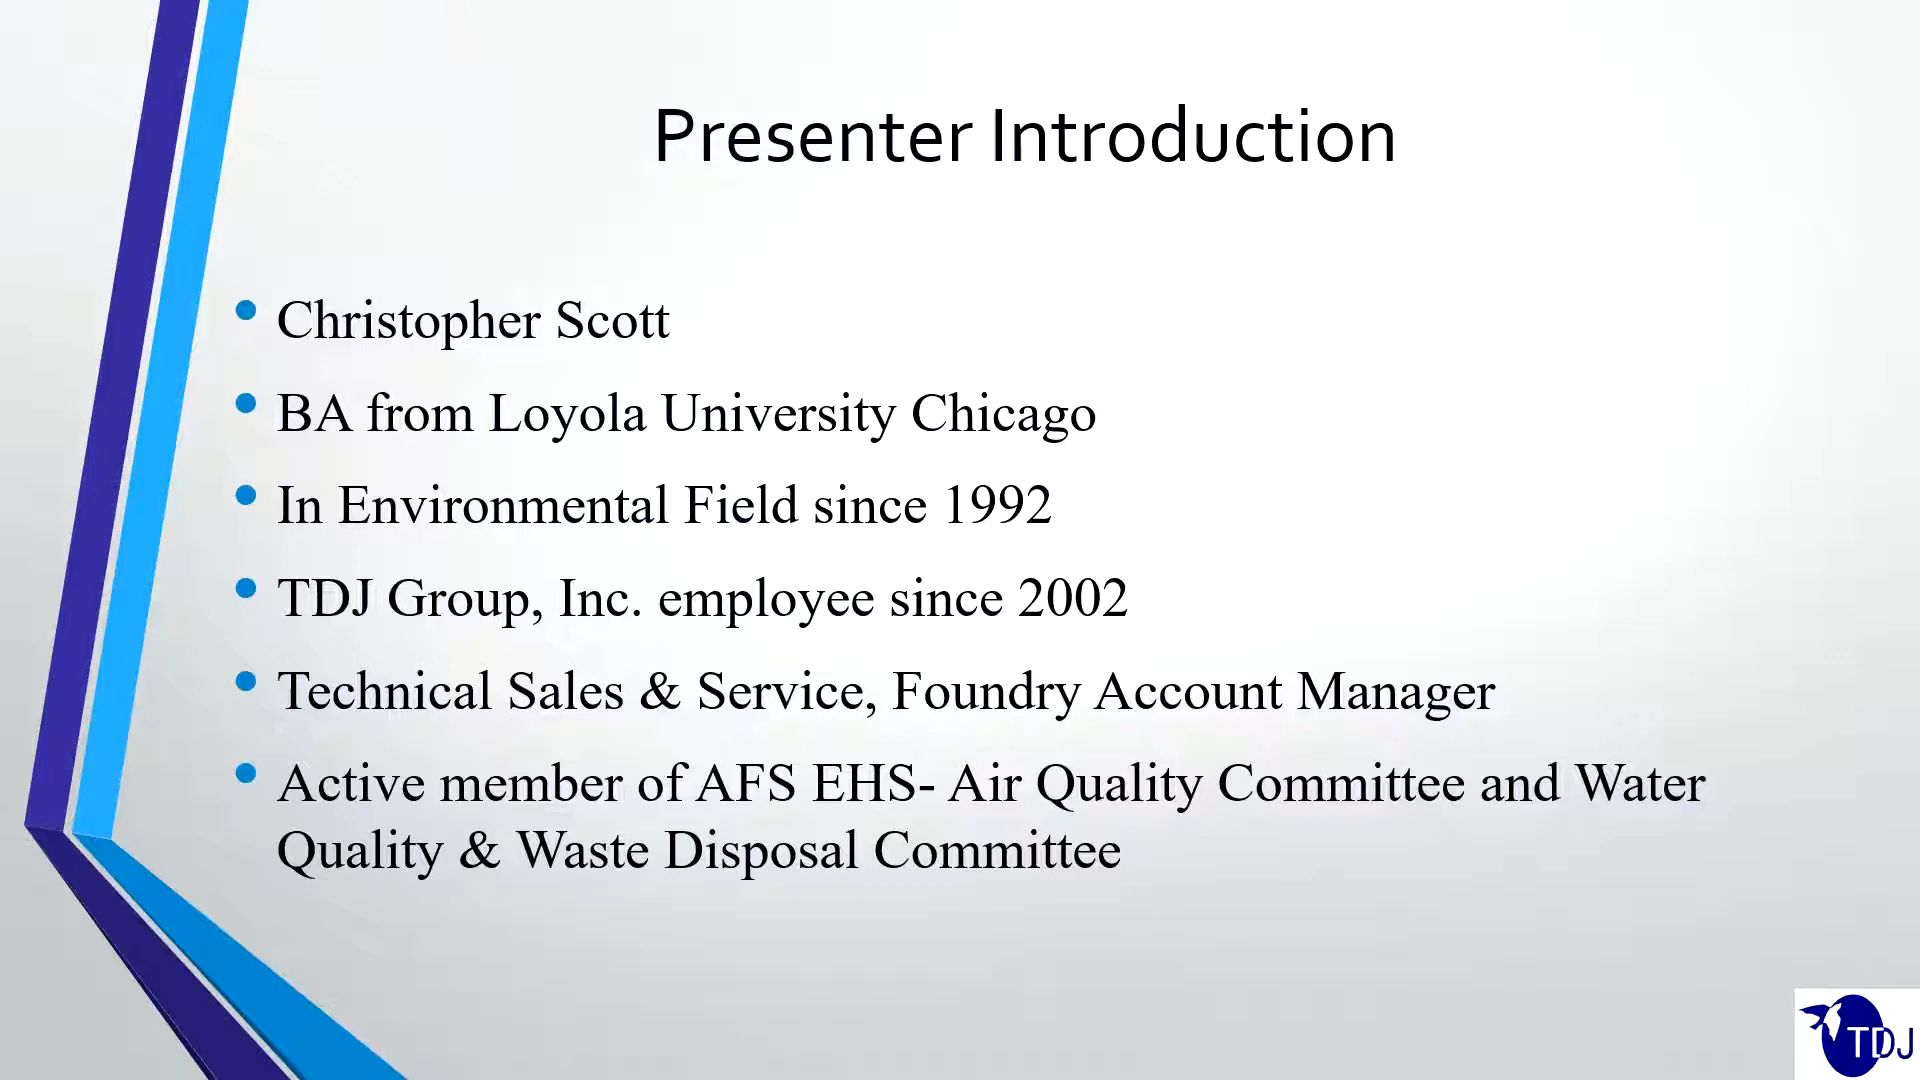 Presenter Introduction
• Christopher Scott
• BA from Loyola University Chicago
• In Environmental Field since 1992
• TDJ Group, Inc. employee since 2002
• Technical Sales & Service, Foundry Account Manager
• Active member of AFS EHS- Air Quality Committee and Water
Quality & Waste Disposal Committee
TDJ